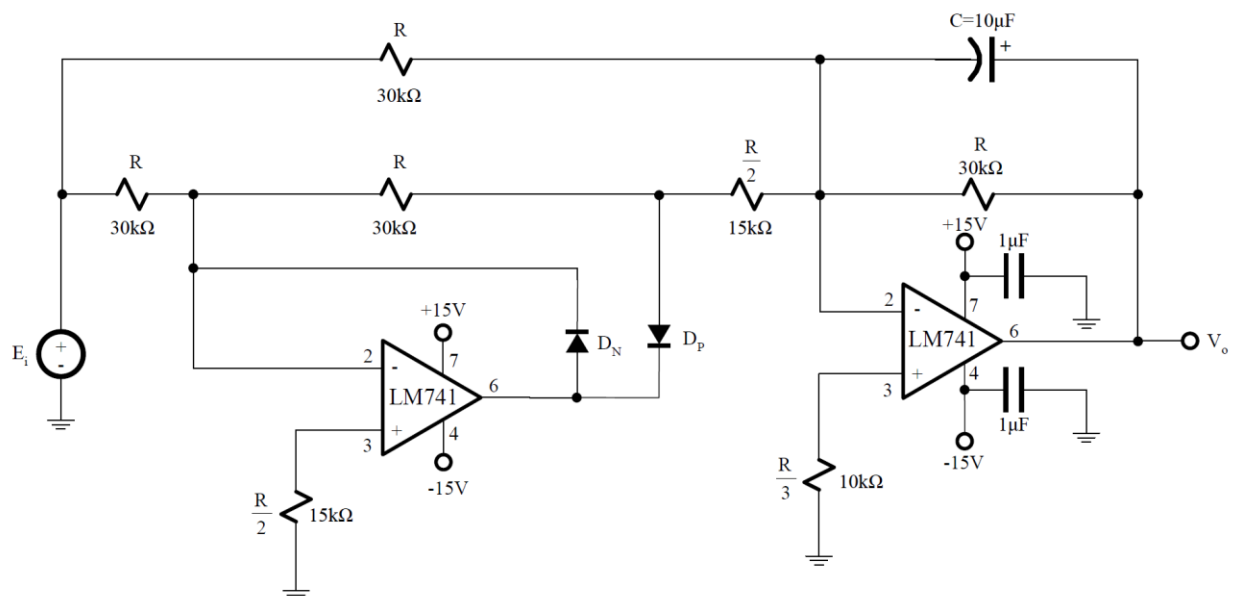 C=10µF
+
R
30kΩ
R
30kΩ
R
30kΩ
R
2
15kΩ
R
30kΩ
+15V
1µF
7
2
-
LM741
6
+
3
4
1µF
-15V
V
o
R
3
10kΩ
E
i
+
-
+15V
7
2
-
LM741
6
+
3
4
-15V
D
N
D
P
R
2
15kΩ